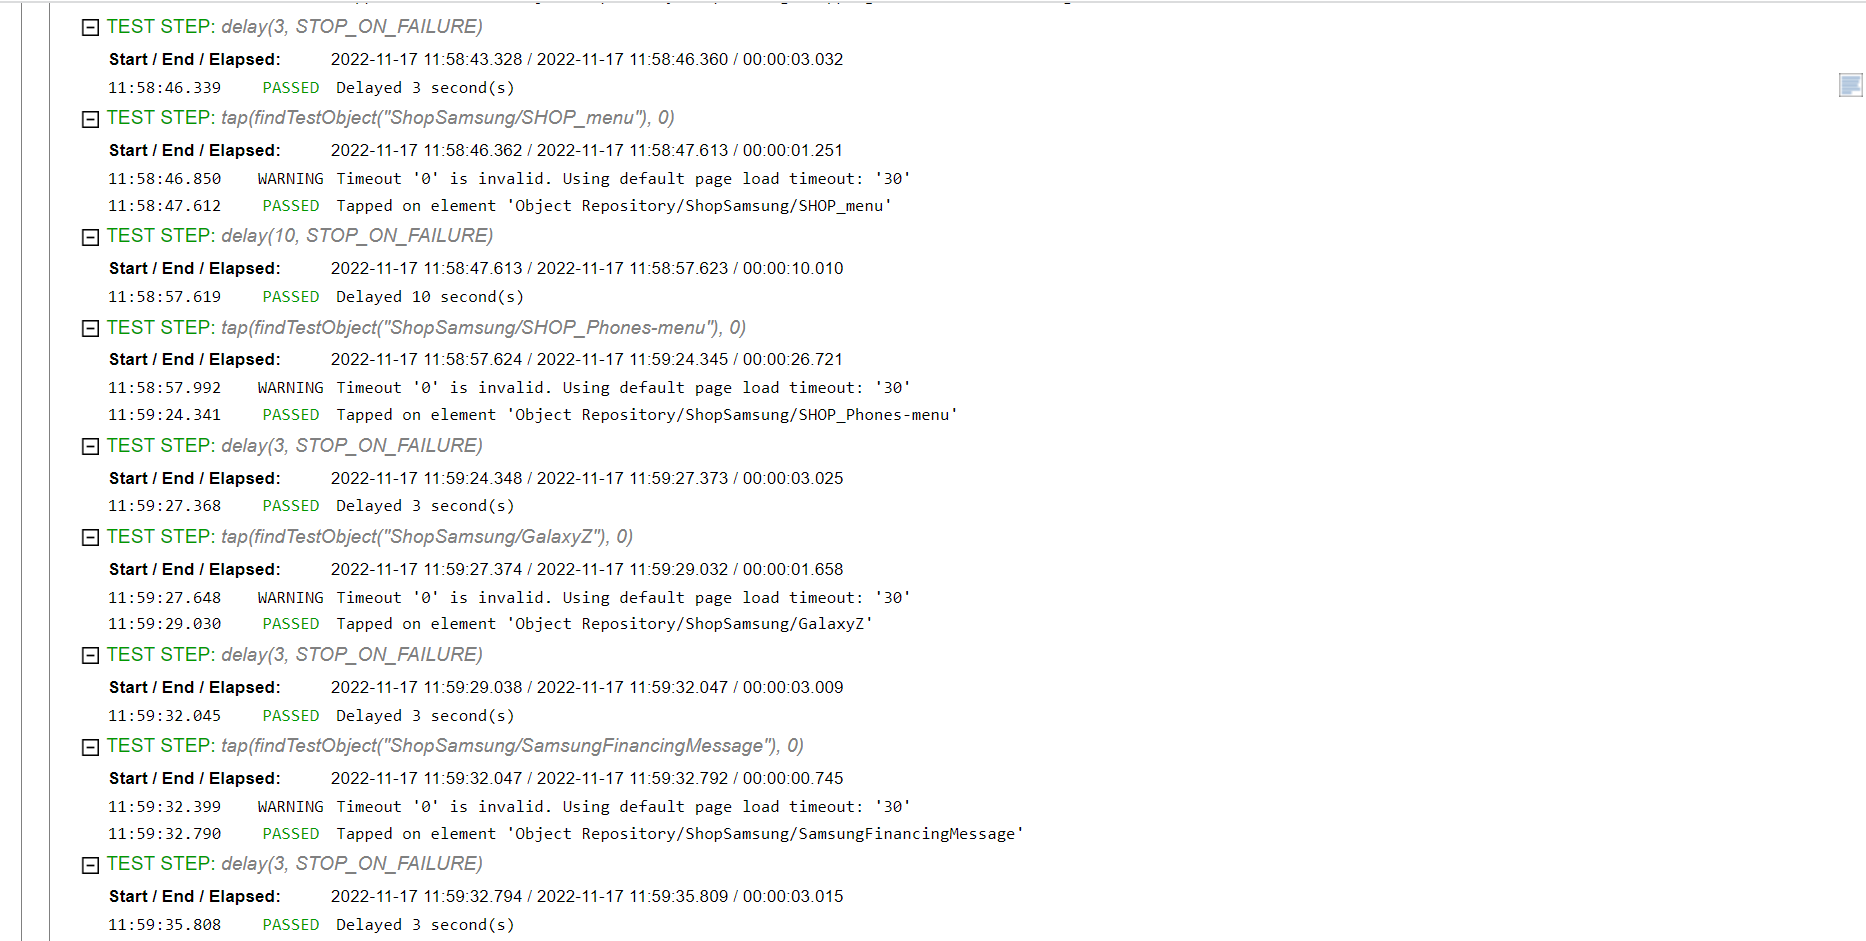 TEST STEP: delay(3, STOP_ON_FAILURE)
Start / End / Elapsed: 2022-11-17 11:58:43.328 / 2022-11-17 11:58:46.360 / 00:00:03.032
11:58:46.339 PASSED Delayed 3 second(s)
TEST STEP: tap(findTestObject("ShopSamsung/SHOP_menu"), 0)
Start / End / Elapsed: 2022-11-17 11:58:46.362 / 2022-11-17 11:58:47.613 / 00:00:01.251
11:58:46.850 WARNING Timeout '0' is invalid. Using default page load timeout: '30'
11:58:47.612 PASSED Tapped on element 'Object Repository/ShopSamsung/SHOP_menu'
TEST STEP: delay(10, STOP_ON_FAILURE)
Start / End / Elapsed: 2022-11-17 11:58:47.613 / 2022-11-17 11:58:57.623 / 00:00:10.010
11:58:57.619 PASSED Delayed 10 second(s)
TEST STEP: tap(findTestObject("ShopSamsung/SHOP_Phones-menu"), 0)
Start / End / Elapsed: 2022-11-17 11:58:57.624 / 2022-11-17 11:59:24.345 / 00:00:26.721
11:58:57.992 WARNING Timeout '0' is invalid. Using default page load timeout: '30'
11:59:24.341 PASSED Tapped on element 'Object Repository/ShopSamsung/SHOP_Phones-menu'
TEST STEP: delay(3, STOP_ON_FAILURE)
Start / End / Elapsed: 2022-11-17 11:59:24.348 / 2022-11-17 11:59:27.373 / 00:00:03.025
11:59:27.368 PASSED Delayed 3 second(s)
TEST STEP: tap(findTestObject("ShopSamsung/GalaxyZ"), 0)
Start / End / Elapsed: 2022-11-17 11:59:27.374 / 2022-11-17 11:59:29.032 / 00:00:01.658
11:59:27.648 WARNING Timeout '0' is invalid. Using default page load timeout: '30'
11:59:29.030 PASSED Tapped on element 'Object Repository/ShopSamsung/GalaxyZ'
TEST STEP: delay(3, STOP_ON_FAILURE)
Start / End / Elapsed: 2022-11-17 11:59:29.038 / 2022-11-17 11:59:32.047 / 00:00:03.009
11:59:32.045 PASSED Delayed 3 second(s)
TEST STEP: tap(findTestObject("ShopSamsung/SamsungFinancingMessage"), 0)
Start / End / Elapsed: 2022-11-17 11:59:32.047 / 2022-11-17 11:59:32.792 / 00:00:00.745
11:59:32.399 WARNING Timeout '0' is invalid. Using default page load timeout: '30'
11:59:32.790 PASSED Tapped on element 'Object Repository/ShopSamsung/SamsungFinancingMessage'
TEST STEP: delay(3, STOP_ON_FAILURE)
Start / End / Elapsed: 2022-11-17 11:59:32.794 / 2022-11-17 11:59:35.809 / 00:00:03.015
11:59:35.808 PASSED Delayed 3 second(s)